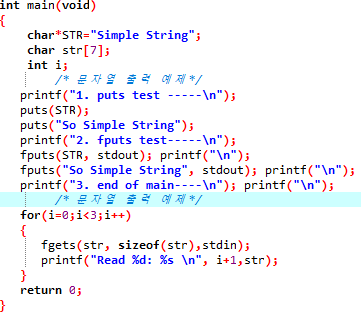 int main(void)
{
char*STR="Simple String";
char str[7];
int i;
/* 문자열 출력 예제 */
printf("1. puts test -----\n");
puts(STR);
puts("So Simple String");
printf("2. fputs test-----\n");
fputs(STR, stdout); printf("\n");
fputs("So Simple String", stdout); printf("\n");
printf("3. end of main----\n"); printf("\n");
/* 문자열 출력 예제 */
for(i=0;i<3;i++)
{
fgets(str, sizeof(str),stdin);
printf("Read %d: %s \n", i+1,str);
}
return 0;
}